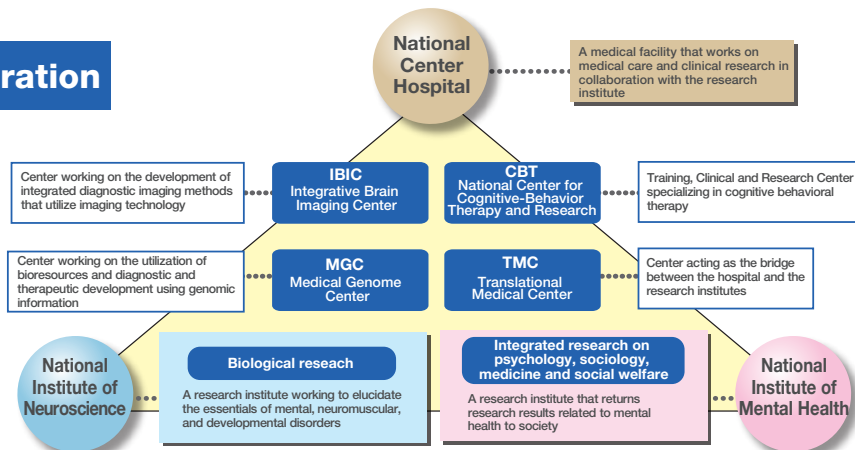 ration
National
Center
Hospital
A medical facility that works on
medical care and clinical research in
collaboration with the research
institute
Center working on the development of
integrated diagnostic imaging methods
that utilize imaging technology
IBIC
Integrative Brain
Imaging Center
CBT
National Center for
Cognitive-Behavior
Therapy and Research
Training, Clinical and Research Center
specializing in cognitive behavioral
therapy
Center working on the utilization of
bioresources and diagnostic and
therapeutic development using genomic
information
MGC
Medical Genome
Center
TMC
Translational
Medical Center
Center acting as the bridge
between the hospital and the
research institutes
National
Institute of
Neuroscience
Biological reseach
A research institute working to elucidate
the essentials of mental, neuromuscular,
and developmental disorders
Integrated research on
psychology, sociology,
medicine and social welfare
A research institute that returns
research results related to mental
health to society
National
Institute of
Mental Health